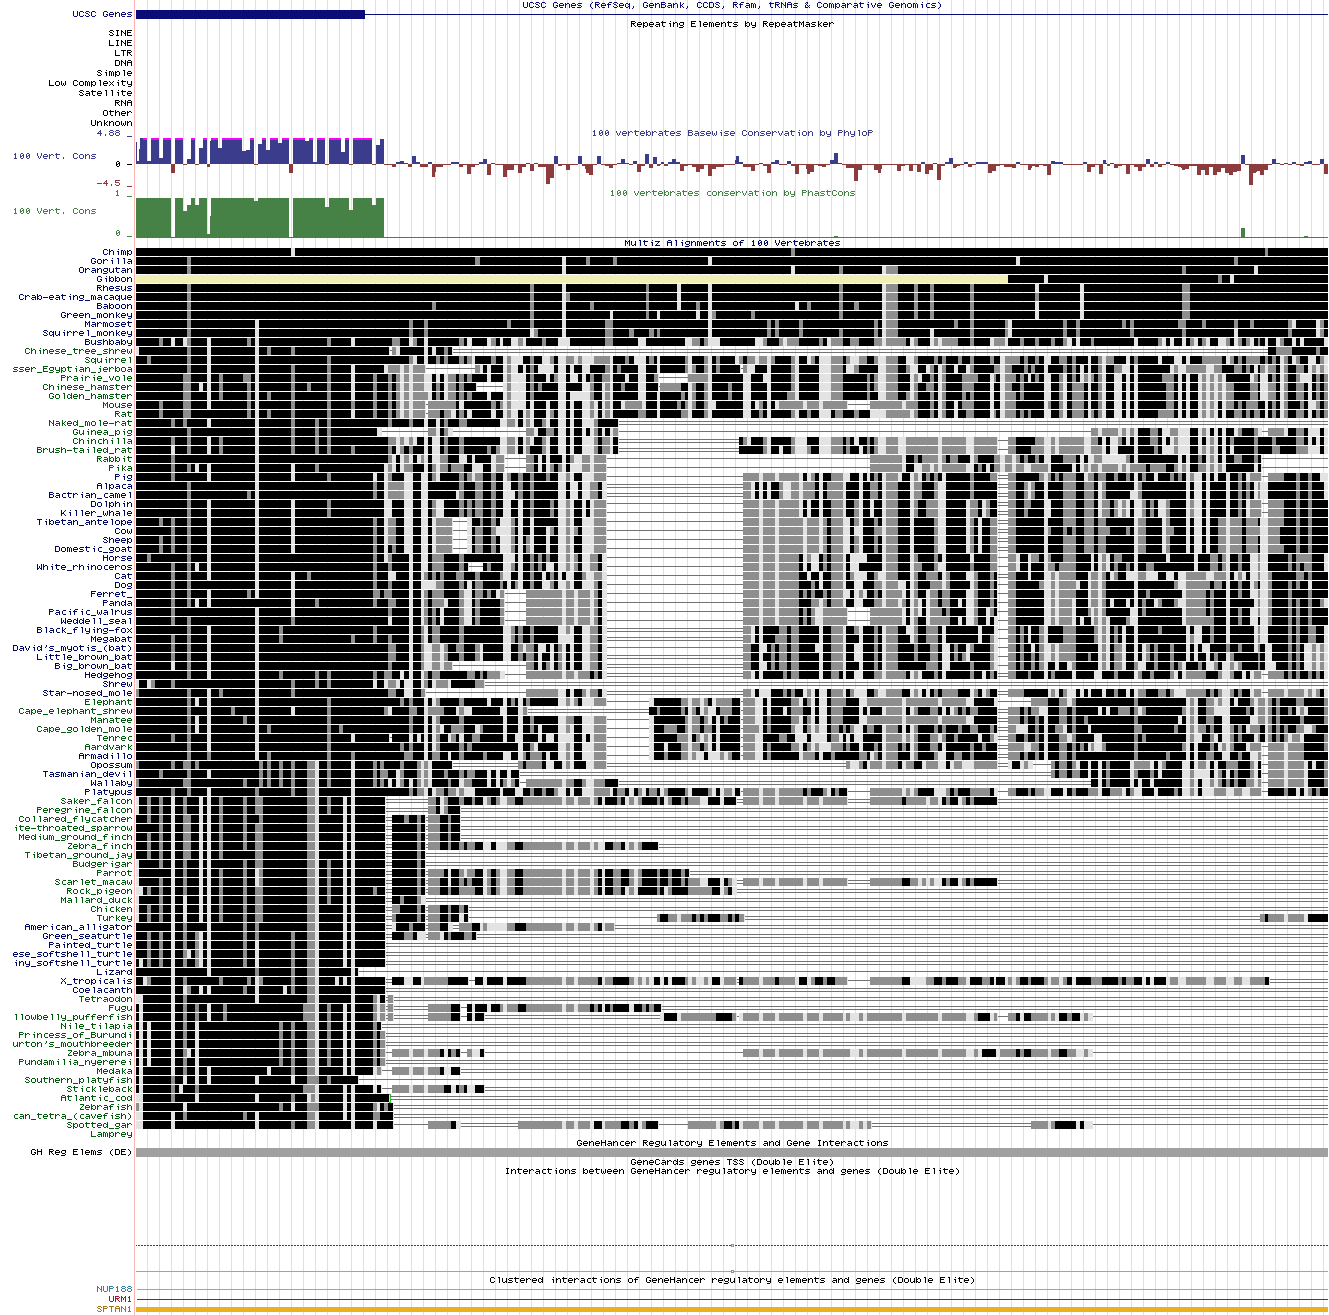 UCSC Genes (RefSeq, GenBank, CCDS, Rfam, tRNAs & Comparative Genomics)
UCSC Genes
Repeating Elements by RepeatMasker
SINE
LINE
LTR
DNA
Simple
Low Complexity
Satellite
RNA
Other
Unknown
4.88 _
100 vertebrates Basewise Conservation by PhyloP
100 Vert. Cons
0 _
-4.5 _
1 _
100 vertebrates conservation by PhastCons
100 Vert. Cons
0 _
Multiz Alignments of 100 Vertebrates
Chimp
Gorilla
Orangutan
Gibbon
Rhesus
Crab-eating_macaque
Baboon
Green_monkey
Marmoset
Squirrel_monkey
Bushbaby
Chinese_tree_shrew
Squirrel
sser_Egyptian_jerboa
Prairie_vole
Chinese_hamster
Golden_hamster
Mouse
Rat
Naked_mole-rat
Guinea_pig
Chinchilla
Brush-tailed_rat
Rabbit
Pika
Pig
Alpaca
Bactrian_camel
Dolphin
Killer_whale
Tibetan_antelope
Cow
Sheep
Domestic_goat
Horse
White_rhinoceros
Cat
Dog
Ferret_
Panda
Pacific_walrus
Weddell_seal
Black_flying-fox
Megabat
David's_myotis_(bat)
Little_brown_bat
Big_brown_bat
Hedgehog
Shrew
Star-nosed_mole
Elephant
Cape_elephant_shrew
Manatee
Cape_golden_mole
Tenrec
Aardvark
Armadillo
Opossum
Tasmanian_devil
Wallaby
Platypus
Saker_falcon
Peregrine_falcon
Collared_flycatcher
ite-throated_sparrow
Medium_ground_finch
Zebra_finch
Tibetan_ground_jay
Budgerigar
Parrot
Scarlet_macaw
Rock_pigeon
Mallard_duck
Chicken
Turkey
American_alligator
Green_seaturtle
Painted_turtle
ese_softshell_turtle
iny_softshell_turtle
Lizard
X_tropicalis
Coelacanth
Tetraodon
Fugu
llowbelly_pufferfish
Nile_tilapia
Princess_of_Burundi
urton's_mouthbreeder
Zebra_mbuna
Pundamilia_nyererei
Medaka
Southern_platyfish
Stickleback
Atlantic_cod
Zebrafish
can_tetra_(cavefish)
Spotted_gar
Lamprey
GeneHancer Regulatory Elements and Gene Interactions
GH Reg Elems (DE)
GeneCards genes TSS (Double Elite)
Interactions between GeneHancer regulatory elements and genes (Double Elite)
Clustered interactions of GeneHancer regulatory elements and genes (Double Elite)
NUP188
URM1
SPTAN1